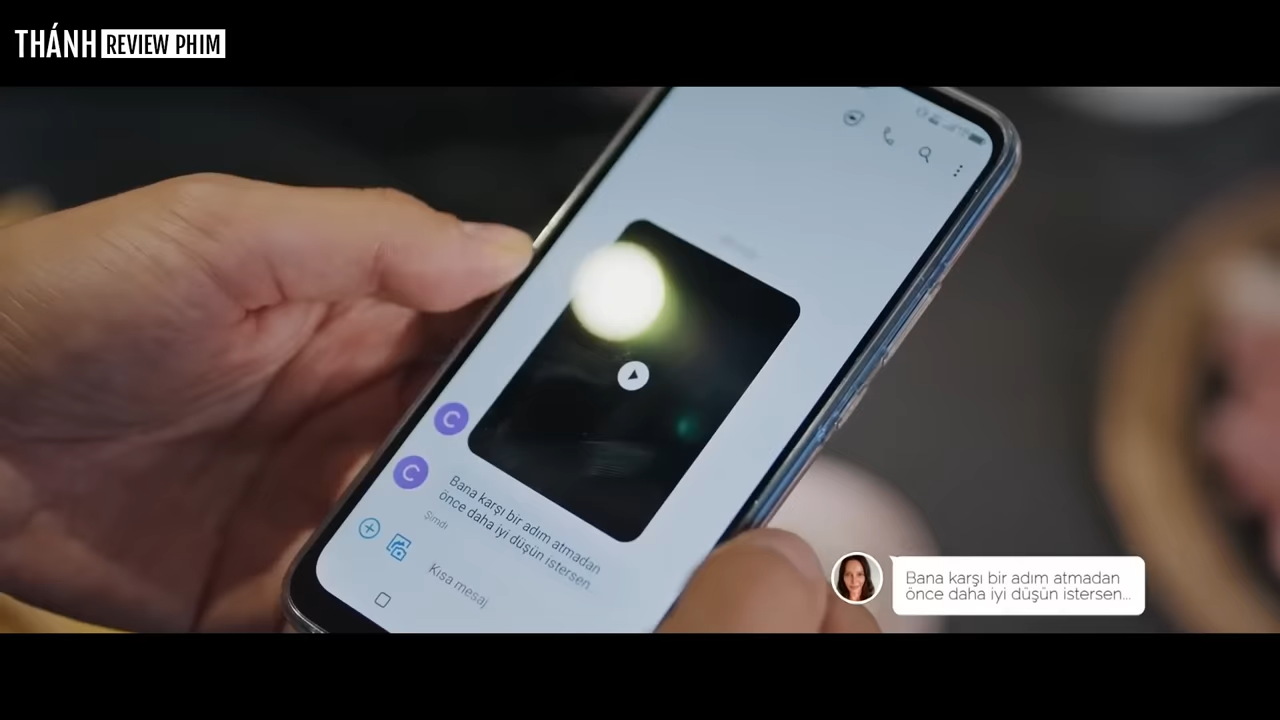 THÁNH REVIEW PHIM
C
C
Bana karşı bir adım atmadan
önce daha iyi düşün istersen.
Şimdi
Kısa mesaj
Bana karşı bir adım atmadan
önce daha iyi düşün istersen...